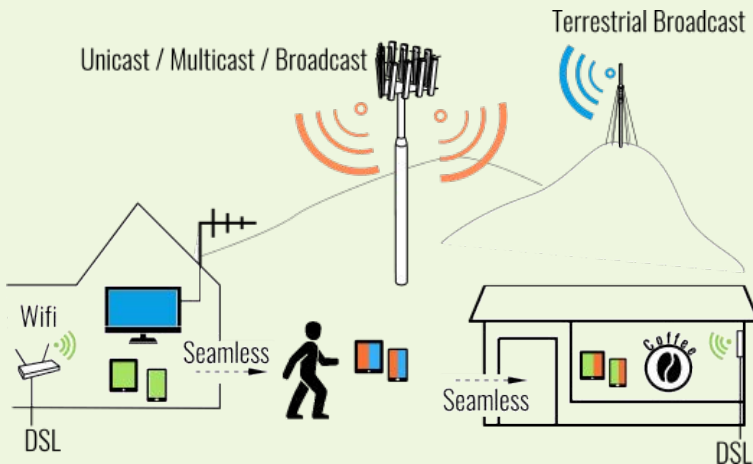 Terrestrial Broadcast
Unicast / Multicast / Broadcast
Wifi
Seamless
Coffee
Seamless
DSL
DSL